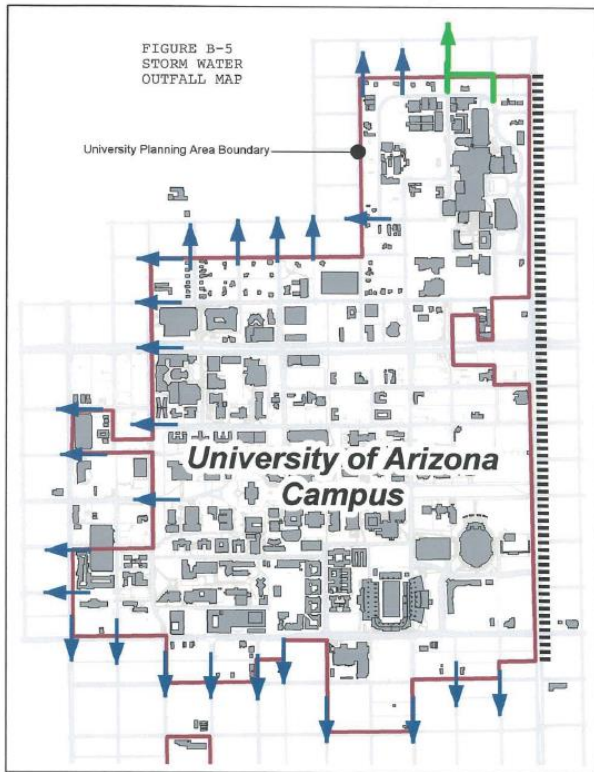 FIGURE B-5
STORM WATER
OUTFALL MAP
University Planning Area Boundary
University of Arizona
Campus